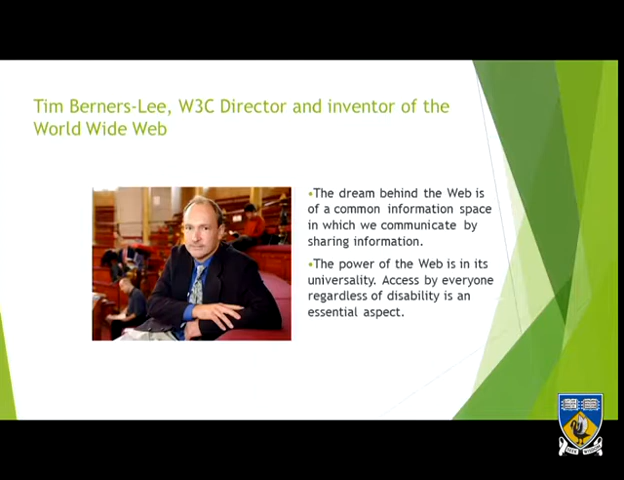 Tim Berners-Lee, W3C Director and inventor of the
World Wide Web
•The dream behind the Web is
of a common information space
in which we communicate by
sharing information.
•The power of the Web is in its
universality. Access by everyone
regardless of disability is an
essential aspect.